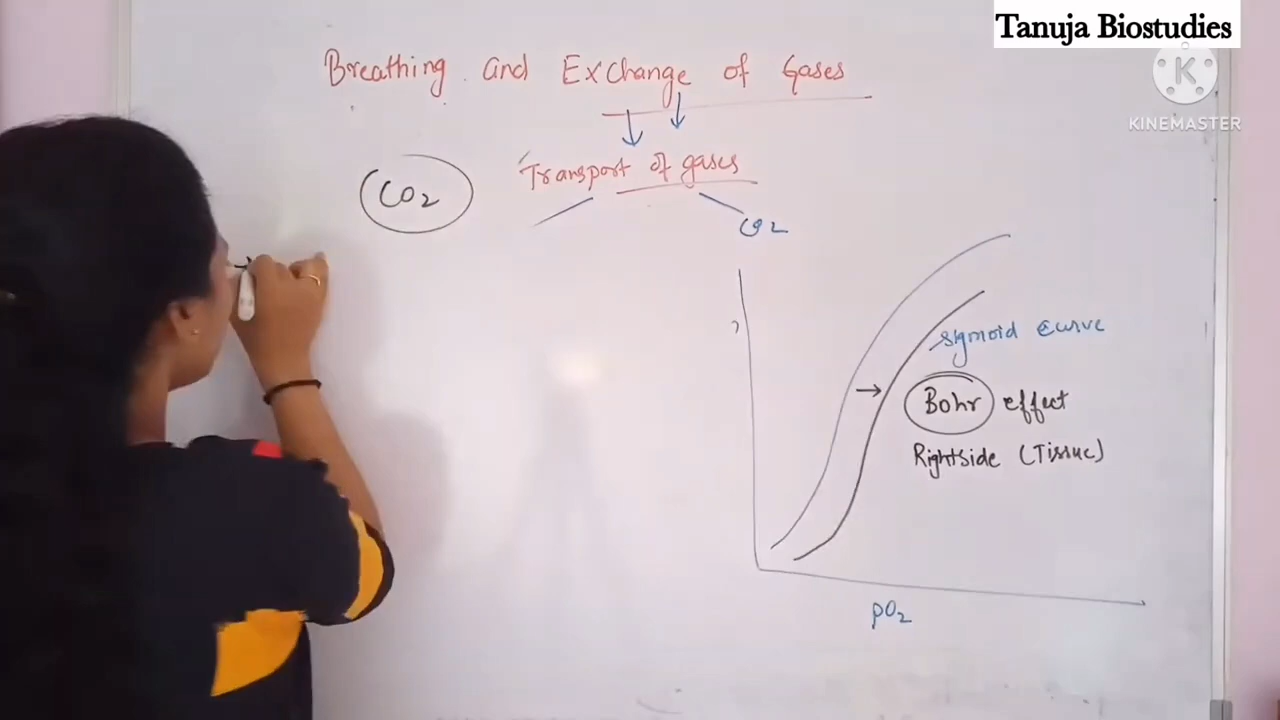 Tanuja Biostudies
K
KINEMASTER
Breathing and Exchange of Gases
Transport of gases
CO2
CO2
sigmoid curve
Bohr effect
Rightside (Tissue)
pO2